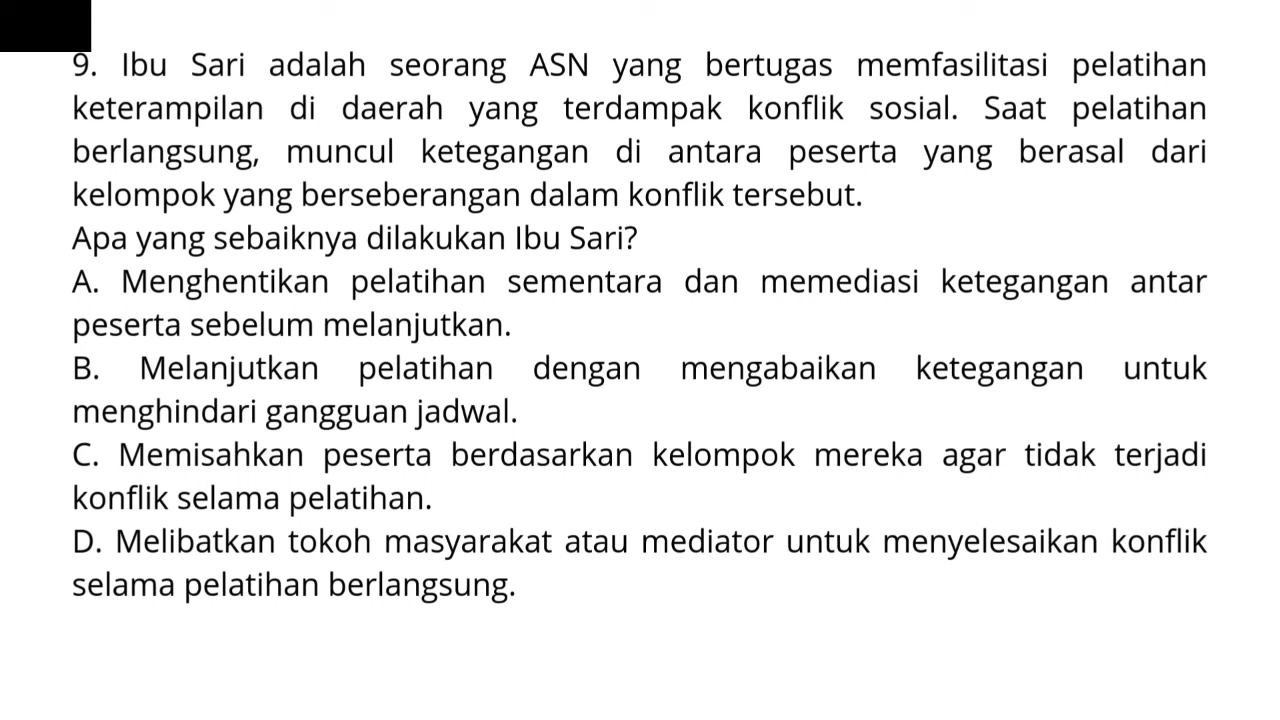 9. Ibu Sari adalah seorang ASN yang bertugas memfasilitasi pelatihan
keterampilan di daerah yang terdampak konflik sosial. Saat pelatihan
berlangsung, muncul ketegangan di antara peserta yang berasal dari
kelompok yang berseberangan dalam konflik tersebut.
Apa yang sebaiknya dilakukan Ibu Sari?
A. Menghentikan pelatihan sementara dan memediasi ketegangan antar
peserta sebelum melanjutkan.
B. Melanjutkan pelatihan dengan mengabaikan ketegangan untuk
menghindari gangguan jadwal.
C. Memisahkan peserta berdasarkan kelompok mereka agar tidak terjadi
konflik selama pelatihan.
D. Melibatkan tokoh masyarakat atau mediator untuk menyelesaikan konflik
selama pelatihan berlangsung.